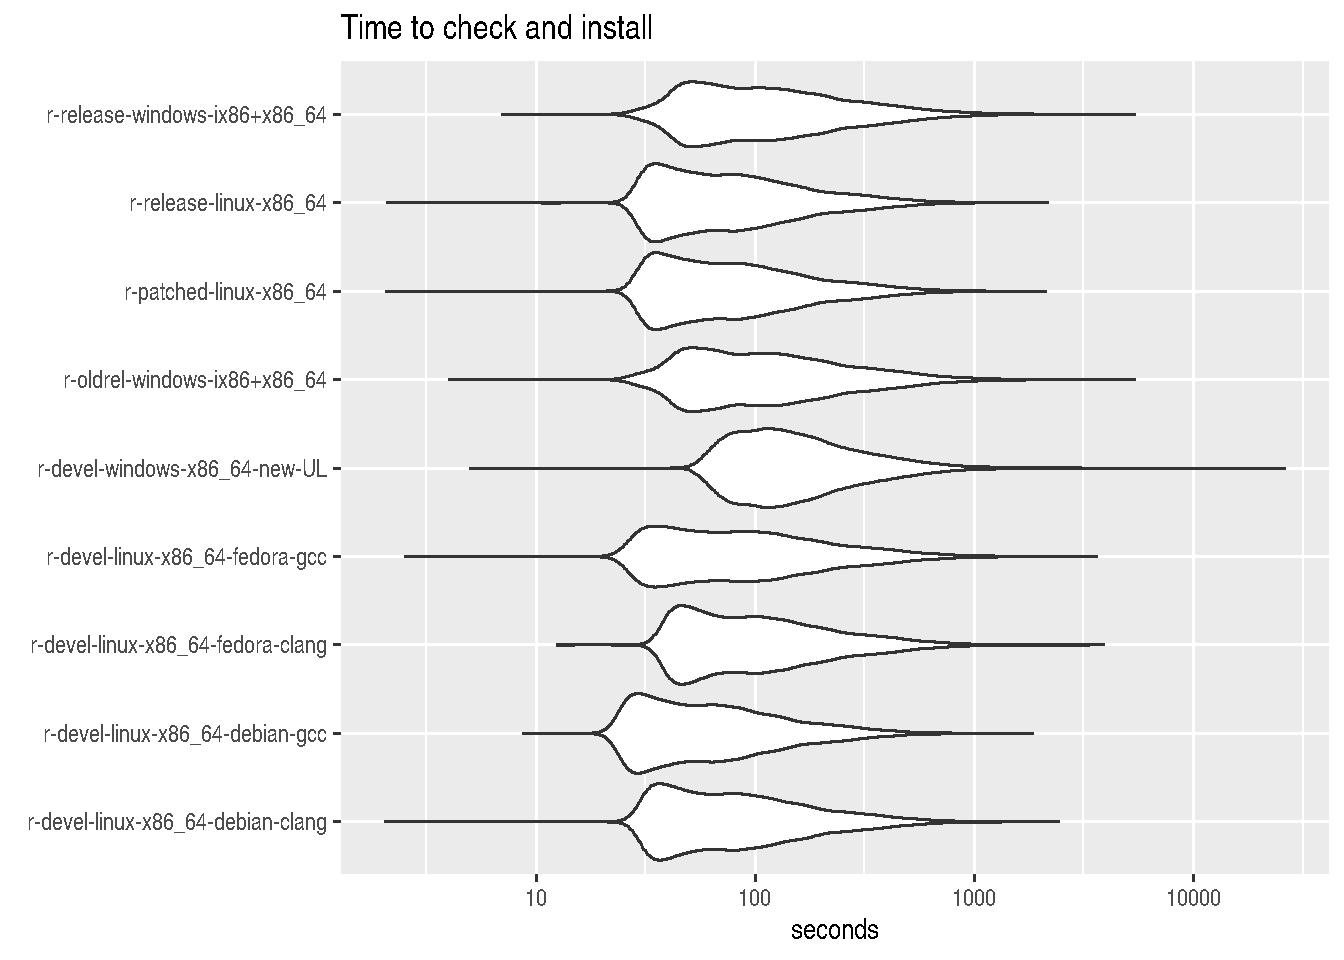 Time to check and install
r-release-windows-ix86+x86_64
r-release-linux-x86_64
r-patched-linux-x86_64
r-oldrel-windows-ix86+x86_64
r-devel-windows-x86_64-new-UL
r-devel-linux-x86_64-fedora-gcc
r-devel-linux-x86_64-fedora-clang
r-devel-linux-x86_64-debian-gcc
r-devel-linux-x86_64-debian-clang
10 100 1000 10000
seconds